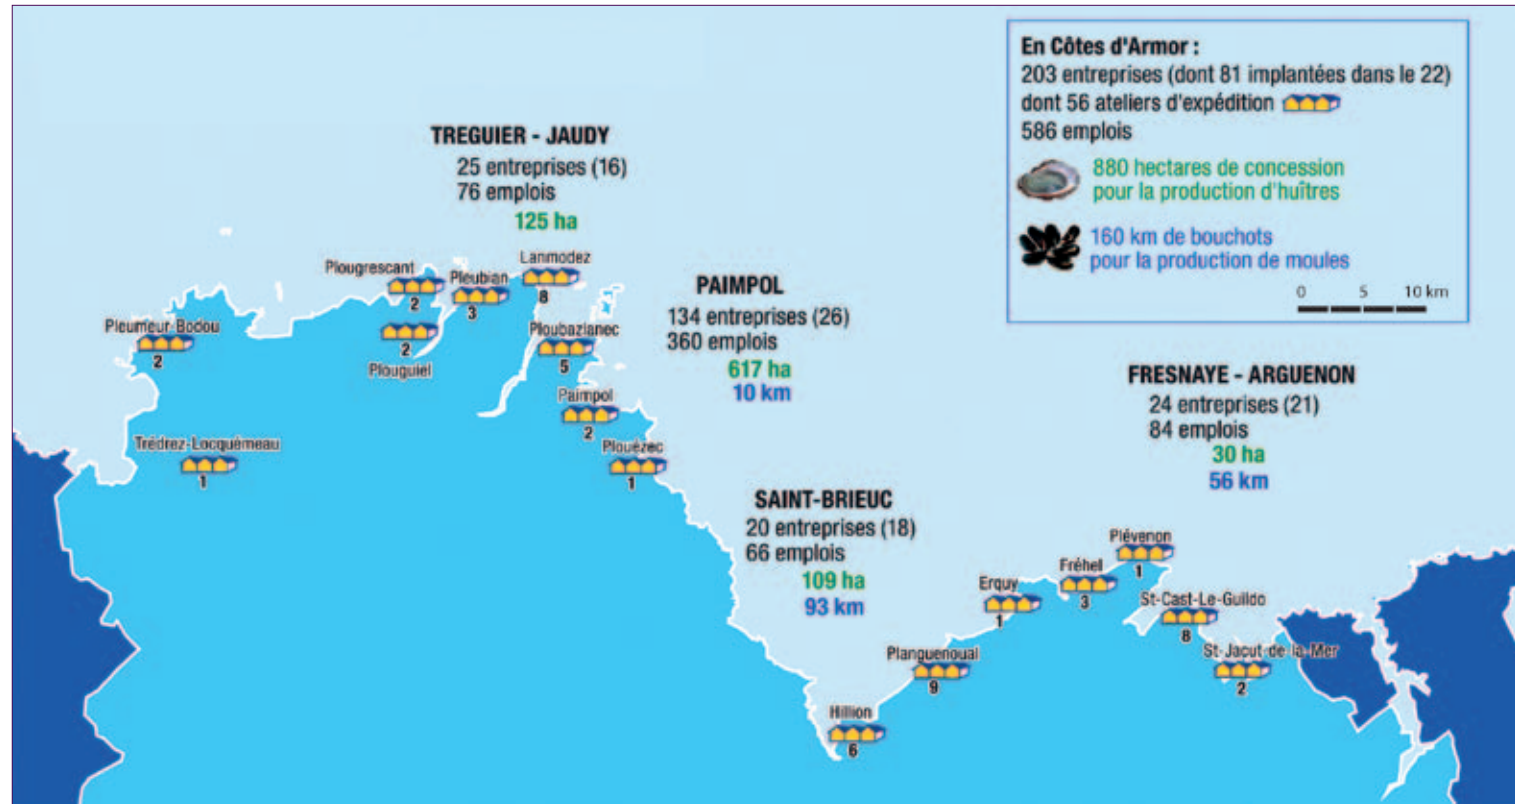 En Côtes d'Armor :
203 entreprises (dont 81 implantées dans le 22)
dont 56 ateliers d'expédition
586 emplois
880 hectares de concession
pour la production d'huîtres
160 km de bouchots
pour la production de moules
0 5 10 km
TREGUIER - JAUDY
25 entreprises (16)
76 emplois
125 ha
Lanmodez
8
Plougrescant
2
Pleubian
3
Pleumeur-Bodou
2
2
Plouguiel
Ploubazlanec
5
PAIMPOL
134 entreprises (26)
360 emplois
617 ha
10 km
Paimpol
2
Trédrez-Locquémeau
1
Plouézec
1
FRESNAYE - ARGUENON
24 entreprises (21)
84 emplois
30 ha
56 km
SAINT-BRIEUC
20 entreprises (18)
66 emplois
109 ha
93 km
Plévenon
1
Fréhel
3
Erquy
1
St-Cast-Le-Guildo
8
St-Jacut-de-la-Mer
2
Planguenoual
9
Hillion
6